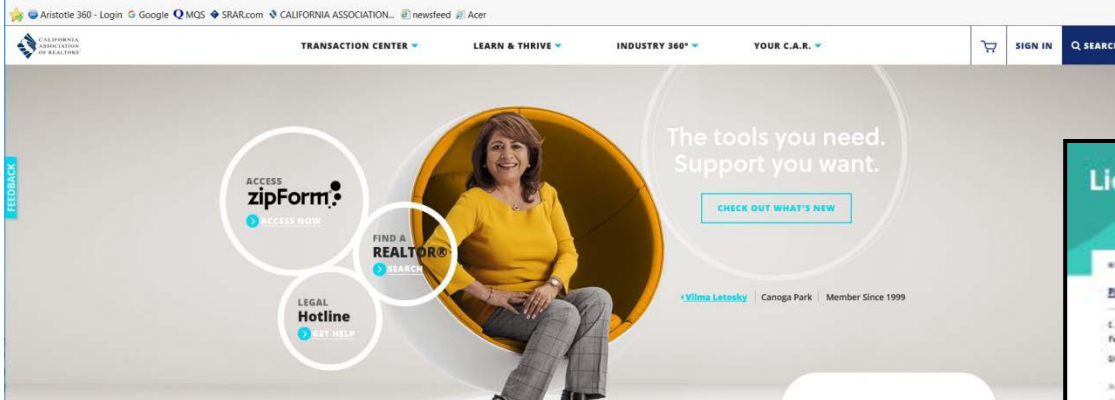 Aristotle 360 - Login Google MQS SRAR.com CALIFORNIA ASSOCIATION... newsfeed Acer
CALIFORNIA
ASSOCIATION
OF REALTORS®
TRANSACTION CENTER LEARN & THRIVE INDUSTRY 360° YOUR C.A.R. SIGN IN SEARCH
FEEDBACK
ACCESS
zipForm
ACCESS NOW
FIND A
REALTOR®
SEARCH
LEGAL
Hotline
GET HELP
The tools you need.
Support you want.
CHECK OUT WHAT'S NEW
Vilma Letosky Canoga Park Member Since 1999